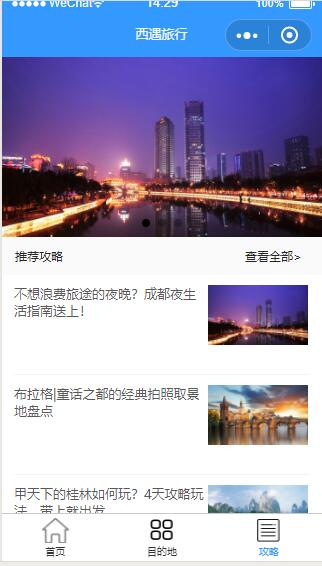 WeChat 14:29 100%
西遇旅行
推荐攻略 查看全部>
不想浪费旅途的夜晚？成都夜生
活指南送上！
布拉格|童话之都的经典拍照取景
地盘点
甲天下的桂林如何玩？4天攻略玩
法，带上就出发
首页 目的地 攻略